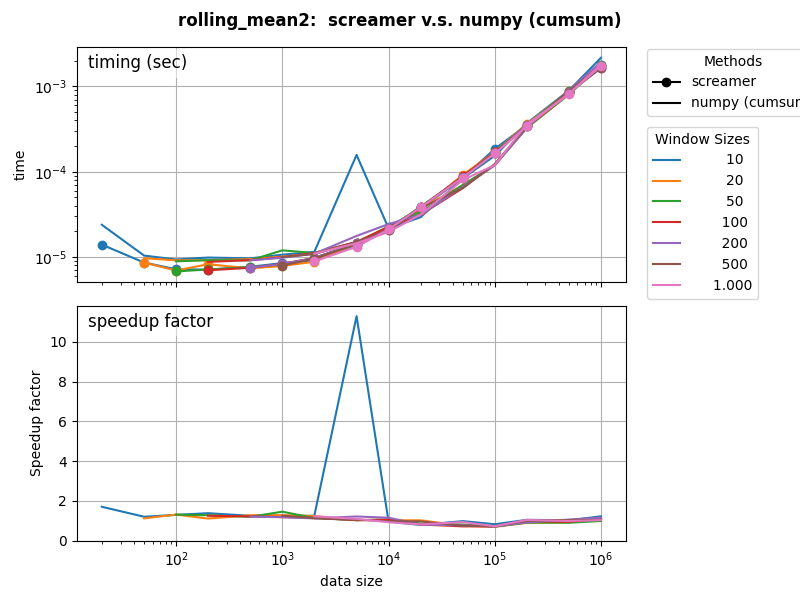 rolling_mean2:  screamer v.s. numpy (cumsum)
timing (sec)
time
10⁻³
10⁻⁴
10⁻⁵
Methods
screamer
numpy (cumsur
Window Sizes
10
20
50
100
200
500
1.000
speedup factor
Speedup factor
10
8
6
4
2
0
10²
10³
10⁴
10⁵
10⁶
data size